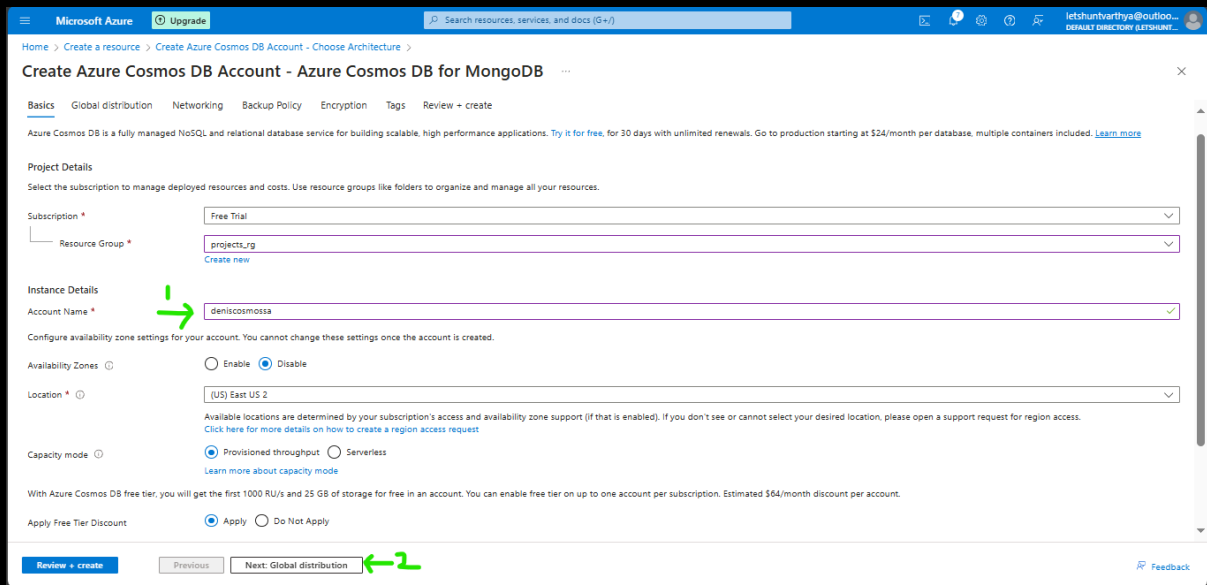 Microsoft Azure
Upgrade
Search resources, services, and docs (G+/)
7
letshuntvarthya@outloo...
DEFAULT DIRECTORY (LETSHUNT...
Home > Create a resource > Create Azure Cosmos DB Account - Choose Architecture >
Create Azure Cosmos DB Account - Azure Cosmos DB for MongoDB ...
Basics Global distribution Networking Backup Policy Encryption Tags Review + create
Azure Cosmos DB is a fully managed NoSQL and relational database service for building scalable, high performance applications. Try it for free, for 30 days with unlimited renewals. Go to production starting at $24/month per database, multiple containers included. Learn more
Project Details
Select the subscription to manage deployed resources and costs. Use resource groups like folders to organize and manage all your resources.
Subscription * Free Trial
Resource Group * projects_rg
Create new
Instance Details
1
Account Name * deniscosmossa
Configure availability zone settings for your account. You cannot change these settings once the account is created.
Availability Zones Enable Disable
Location * (US) East US 2
Available locations are determined by your subscription's access and availability zone support (if that is enabled). If you don't see or cannot select your desired location, please open a support request for region access.
Click here for more details on how to create a region access request
Capacity mode Provisioned throughput Serverless
Learn more about capacity mode
With Azure Cosmos DB free tier, you will get the first 1000 RU/s and 25 GB of storage for free in an account. You can enable free tier on up to one account per subscription. Estimated $64/month discount per account.
Apply Free Tier Discount Apply Do Not Apply
Review + create Previous Next: Global distribution 2 Feedback